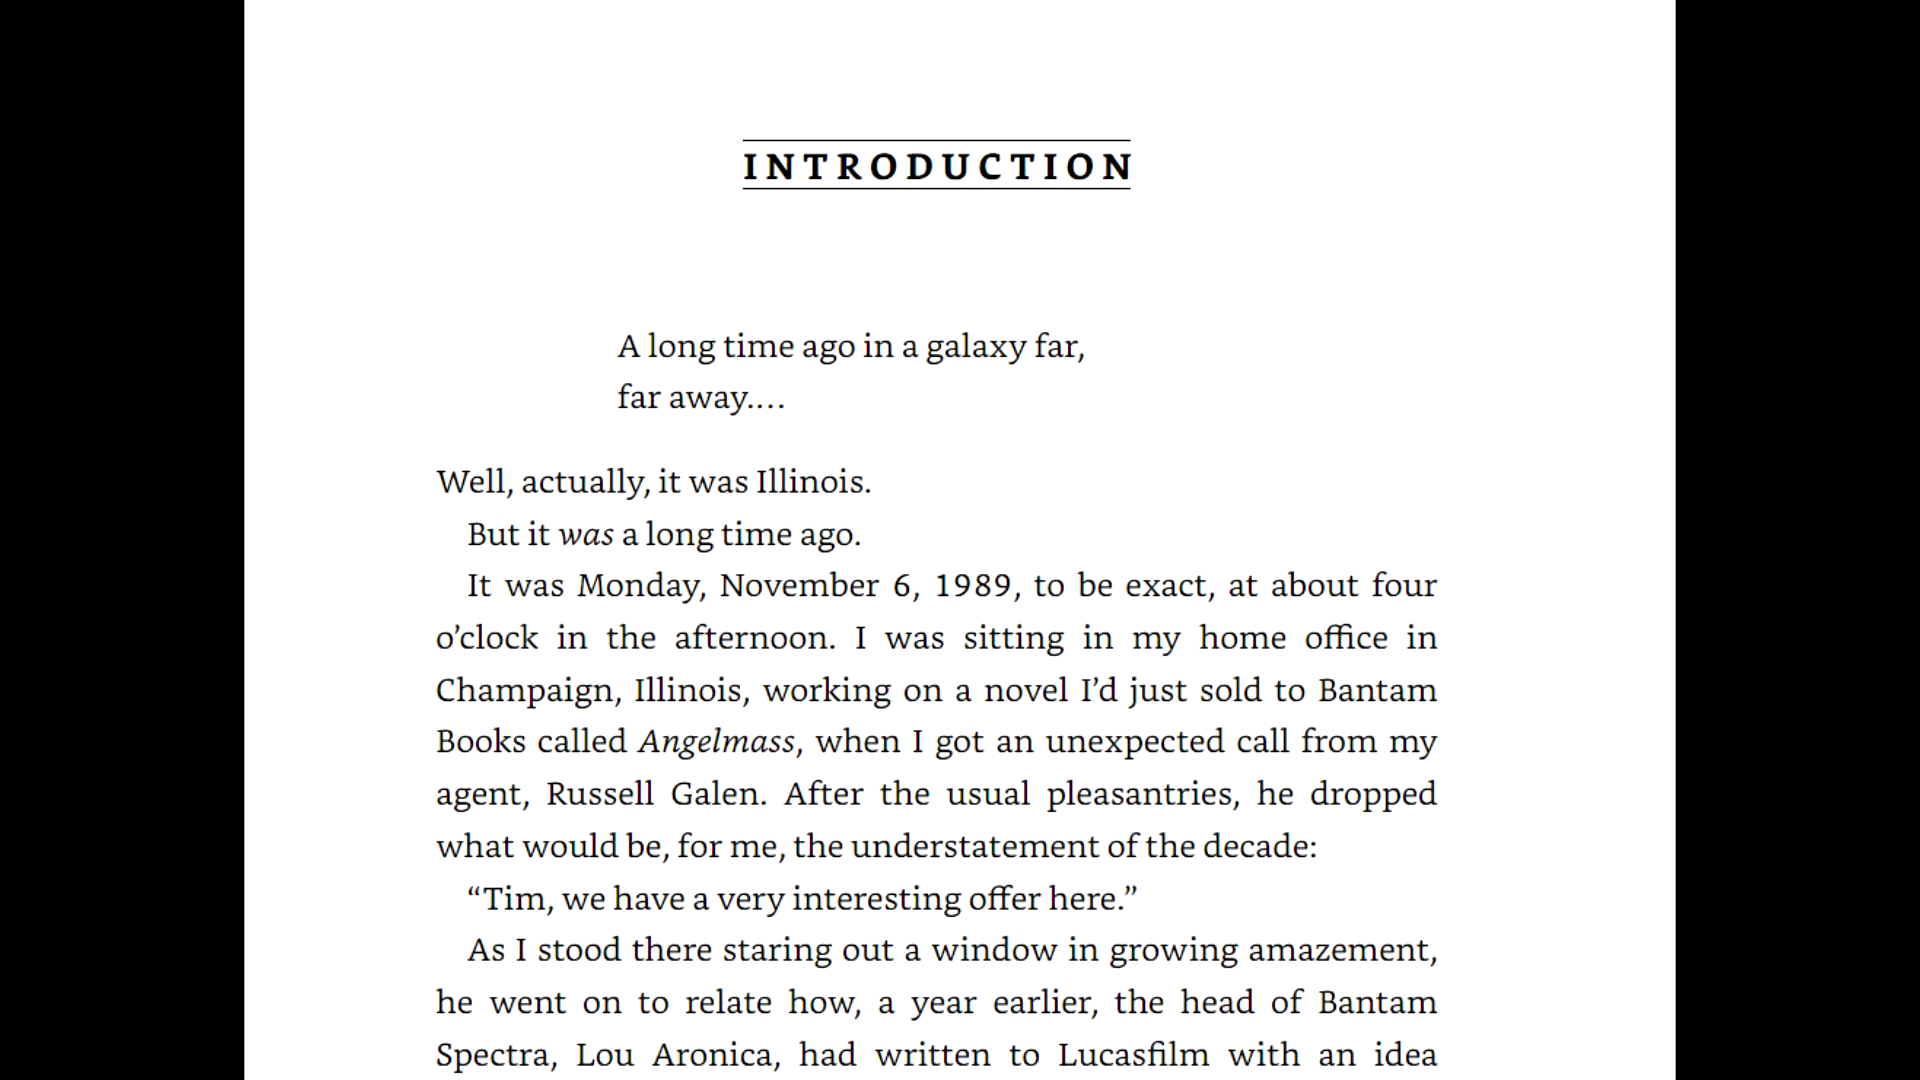 INTRODUCTION
A long time ago in a galaxy far,
far away....
Well, actually, it was Illinois.
But it was a long time ago.
It was Monday, November 6, 1989, to be exact, at about four
o’clock in the afternoon. I was sitting in my home office in
Champaign, Illinois, working on a novel I’d just sold to Bantam
Books called Angelmass, when I got an unexpected call from my
agent, Russell Galen. After the usual pleasantries, he dropped
what would be, for me, the understatement of the decade:
“Tim, we have a very interesting offer here.”
As I stood there staring out a window in growing amazement,
he went on to relate how, a year earlier, the head of Bantam
Spectra, Lou Aronica, had written to Lucasfilm with an idea